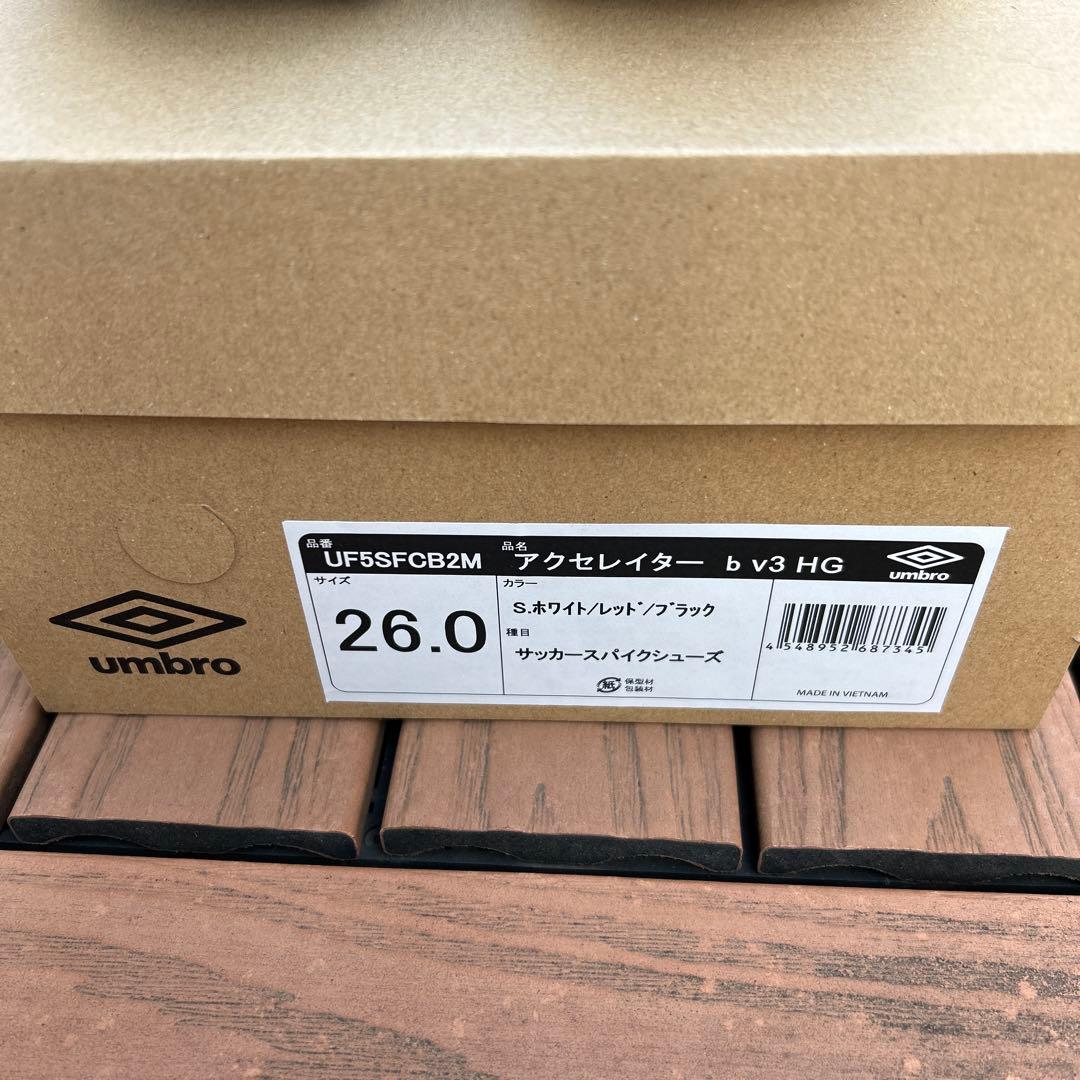 品番 UF5SFCB2M 品名 アクセレイター b v3 HG
umbro
サイズ
26.0
カラー
S.ホワイト/レッド/ブラック
種目
サッカースパイクシューズ
紙 保型材
包装材
4 548952 687345
MADE IN VIETNAM
umbro